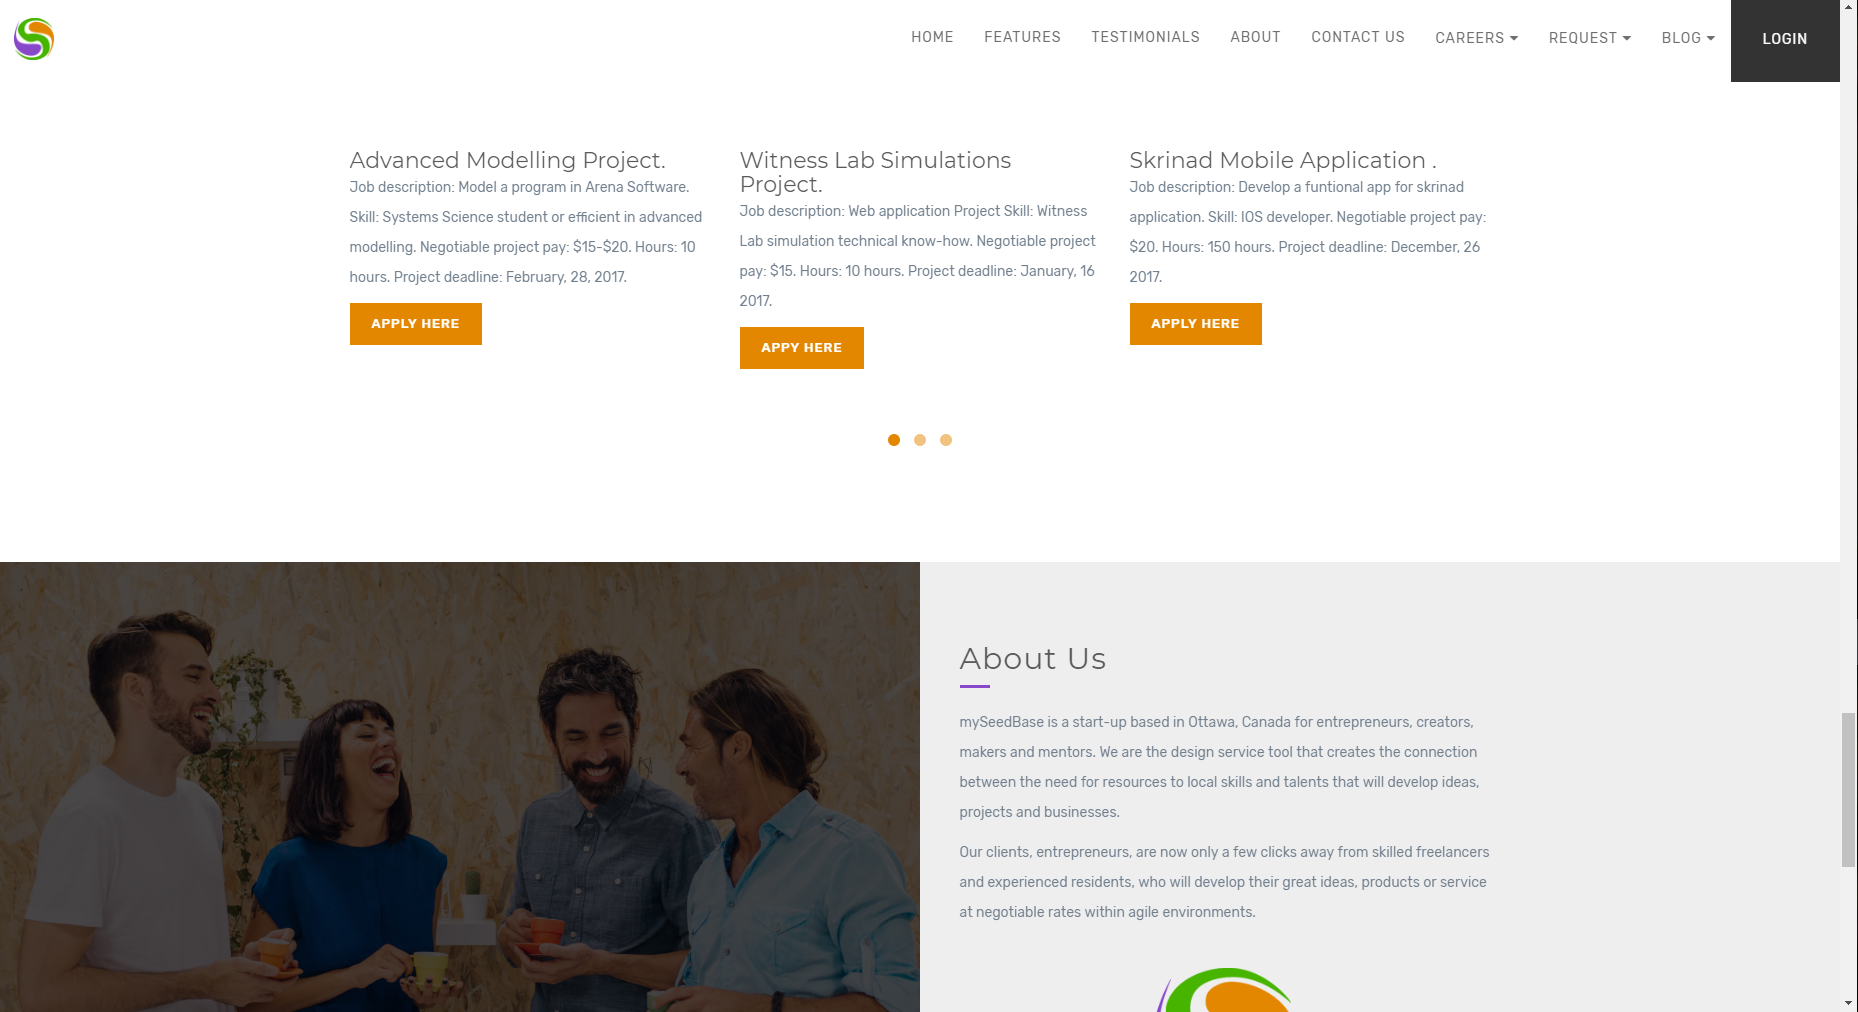 HOME FEATURES TESTIMONIALS ABOUT CONTACT US CAREERS REQUEST BLOG LOGIN
Advanced Modelling Project.
Job description: Model a program in Arena Software.
Skill: Systems Science student or efficient in advanced
modelling. Negotiable project pay: $15-$20. Hours: 10
hours. Project deadline: February, 28, 2017.
APPLY HERE
Witness Lab Simulations
Project.
Job description: Web application Project Skill: Witness
Lab simulation technical know-how. Negotiable project
pay: $15. Hours: 10 hours. Project deadline: January, 16
2017.
APPY HERE
Skrinad Mobile Application .
Job description: Develop a funtional app for skrinad
application. Skill: IOS developer. Negotiable project pay:
$20. Hours: 150 hours. Project deadline: December, 26
2017.
APPLY HERE
About Us
mySeedBase is a start-up based in Ottawa, Canada for entrepreneurs, creators,
makers and mentors. We are the design service tool that creates the connection
between the need for resources to local skills and talents that will develop ideas,
projects and businesses.
Our clients, entrepreneurs, are now only a few clicks away from skilled freelancers
and experienced residents, who will develop their great ideas, products or service
at negotiable rates within agile environments.